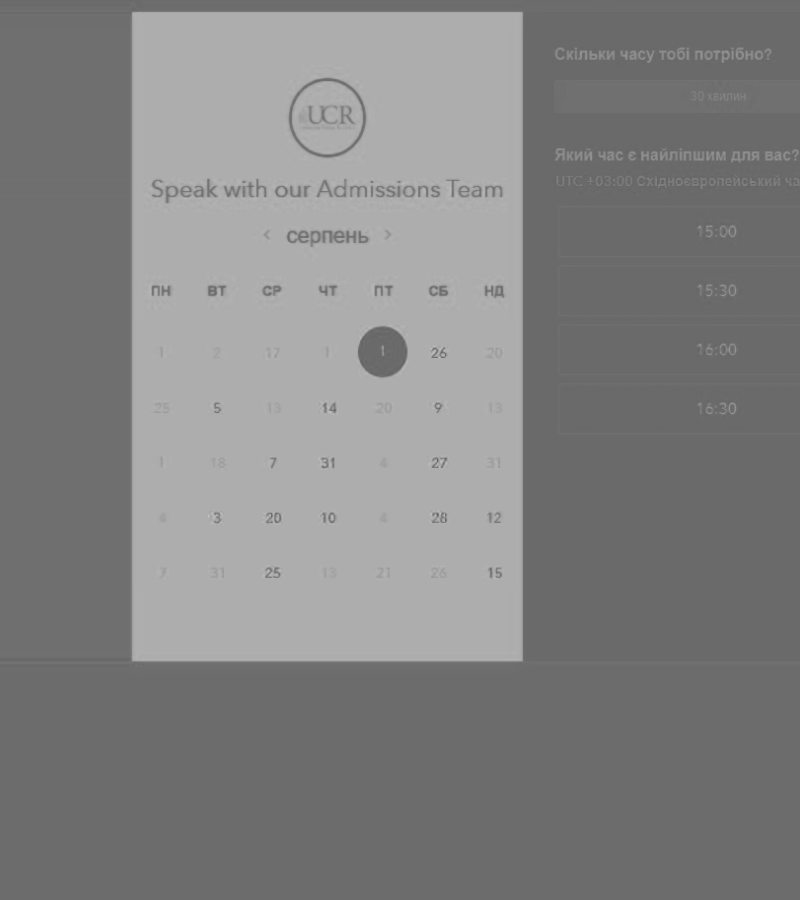 UCR
Speak with our Admissions Team
серпень
ПН ВТ СР ЧТ ПТ СБ НД
1 2 17 1 1 26 20
25 5 13 14 20 9 13
1 18 7 31 4 27 31
4 3 20 10 4 28 12
7 31 25 13 21 26 15
Скільки часу тобі потрібно?
30 хвилин
Який час є найліпшим для вас?
UTC +03:00 Східноєвропейський
15:00
15:30
16:00
16:30